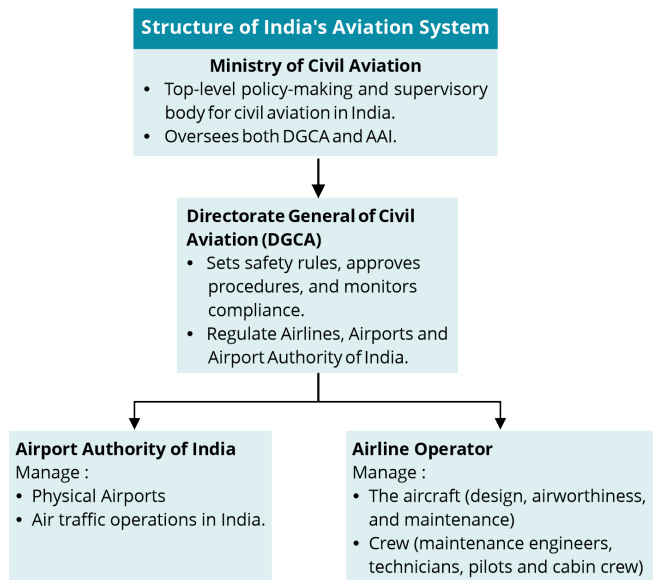 Structure of India's Aviation System
Ministry of Civil Aviation
• Top-level policy-making and supervisory
body for civil aviation in India.
• Oversees both DGCA and AAI.
Directorate General of Civil
Aviation (DGCA)
• Sets safety rules, approves
procedures, and monitors
compliance.
• Regulate Airlines, Airports and
Airport Authority of India.
Airport Authority of India
Manage :
• Physical Airports
• Air traffic operations in India.
Airline Operator
Manage :
• The aircraft (design, airworthiness,
and maintenance)
• Crew (maintenance engineers,
technicians, pilots and cabin crew)